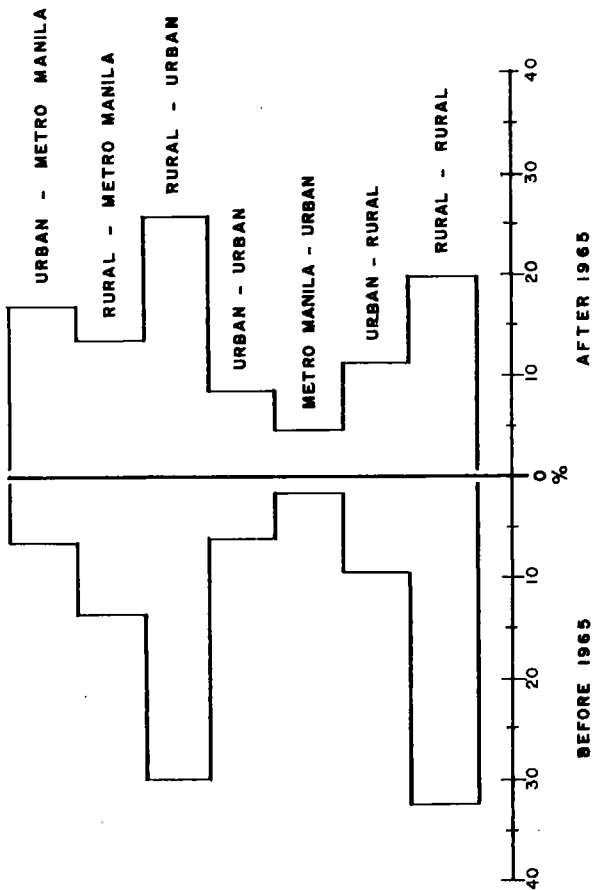 URBAN - METRO MANILA
RURAL - METRO MANILA
RURAL - URBAN
URBAN - URBAN
METRO MANILA - URBAN
URBAN - RURAL
RURAL - RURAL
40 30 20 10 0 10 20 30 40
%
BEFORE 1965 AFTER 1965